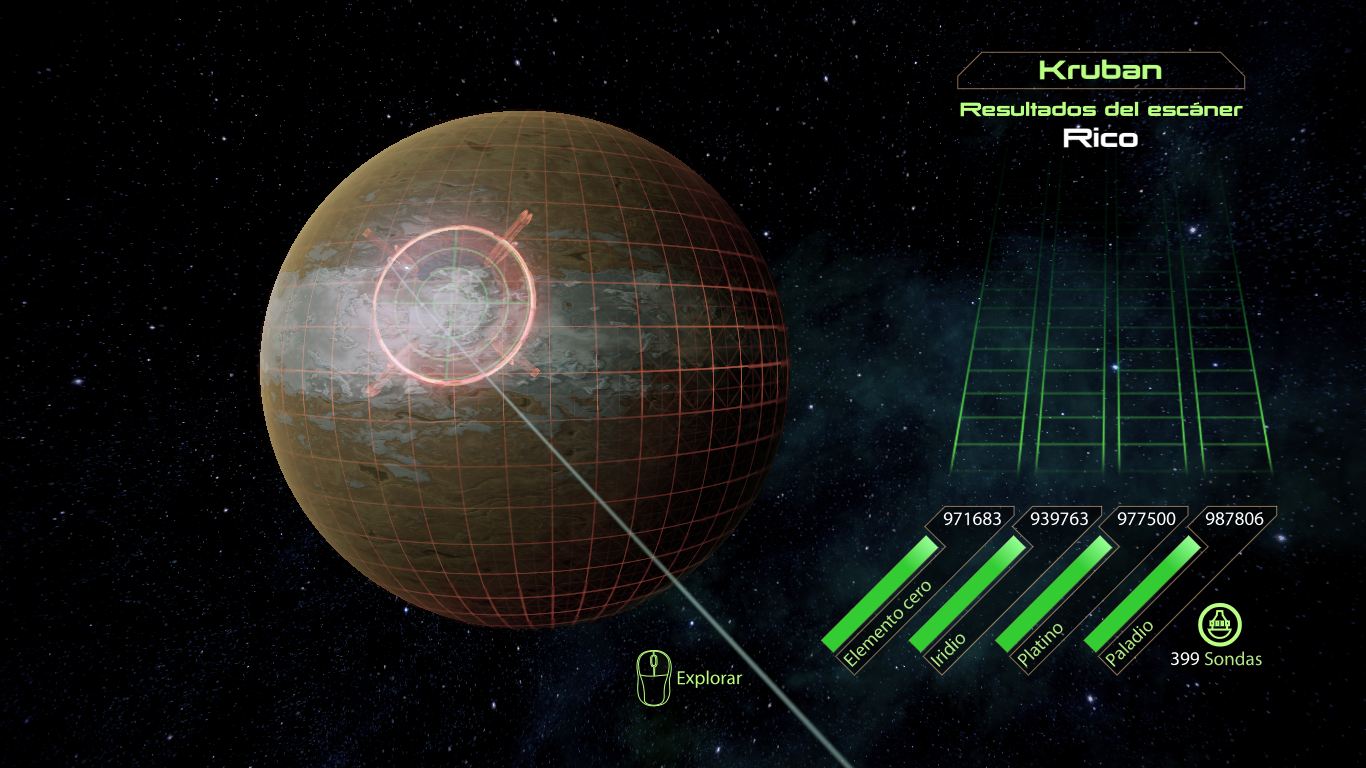 Kruban
Resultados del escáner
Rico
971683 939763 977500 987806
Elemento cero
Iridio
Platino
Paladio
399 Sondas
Explorar